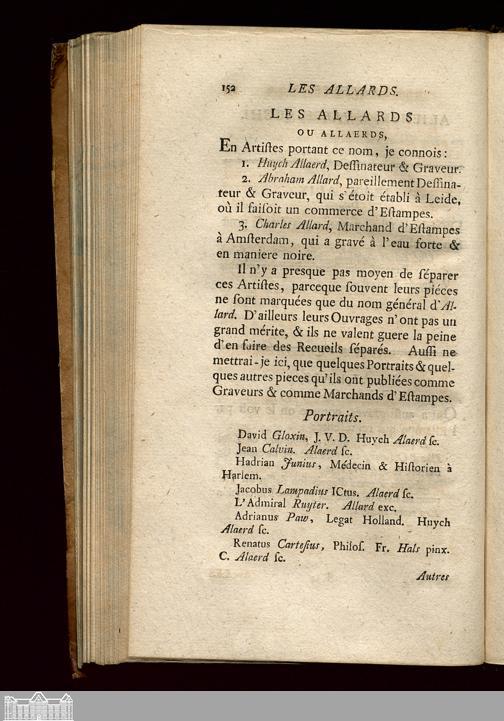 152 LES ALLARDS.
LES ALLARDS
OU ALLAERDS,
En Artiſtes portant ce nom, je connois:
1. Huych Allaerd, Deſſinateur & Graveur.
2. Abraham Allard, pareillement Deſſina-
teur & Graveur, qui s'étoit établi à Leide,
où il faiſoit un commerce d'Eſtampes.
3. Charles Allard, Marchand d'Eſtampes
à Amſterdam, qui a gravé à l'eau forte &
en maniere noire.
Il n'y a presque pas moyen de ſéparer
ces Artiſtes, parceque ſouvent leurs piéces
ne ſont marquées que du nom général d'Al-
lard. D'ailleurs leurs Ouvrages n'ont pas un
grand mérite, & ils ne valent guere la peine
d'en faire des Recueils ſéparés. Auſſi ne
mettrai-je ici, que quelques Portraits & quel-
ques autres pieces qu'ils ont publiées comme
Graveurs & comme Marchands d'Eſtampes.
Portraits.
David Gloxin, J. V. D. Huych Alaerd ſc.
Jean Calvin. Alaerd ſc.
Hadrian Junius, Médecin & Hiſtorien à
Harlem.
Jacobus Lampadius ICtus. Alaerd ſc.
L'Admiral Ruyter. Allard exc.
Adrianus Paw, Legat Holland. Huych
Alaerd ſc.
Renatus Carteſius, Philoſ. Fr. Hals pinx.
C. Alaerd ſc.
Autres